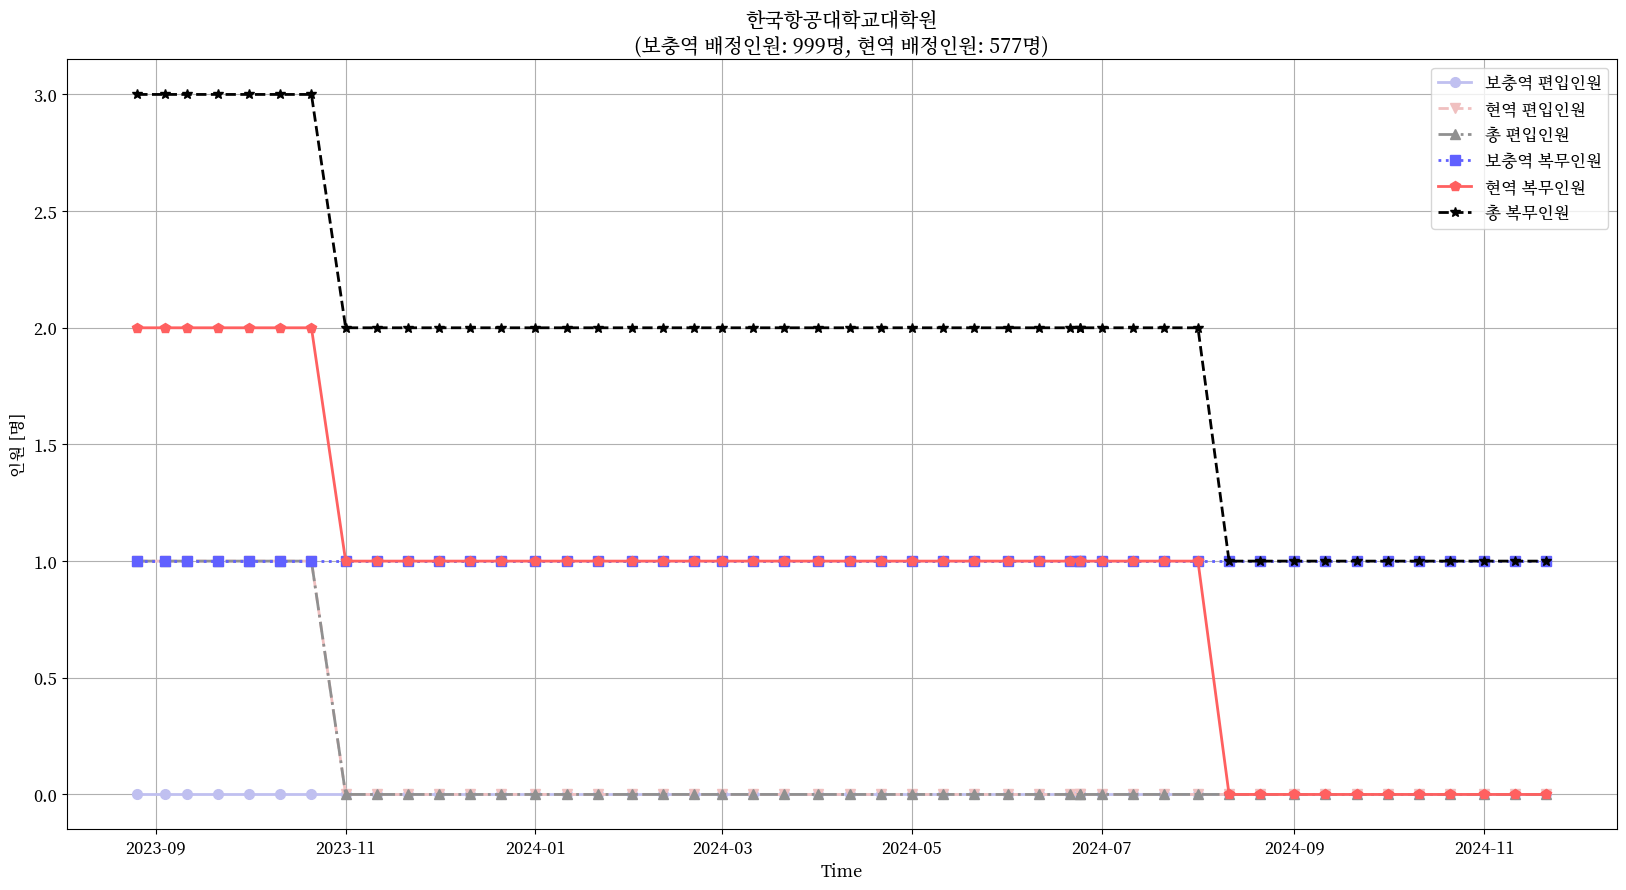 한국항공대학교대학원
(보충역 배정인원: 999명, 현역 배정인원: 577명)
보충역 편입인원
현역 편입인원
총 편입인원
보충역 복무인원
현역 복무인원
총 복무인원
인원 [명]
3.0
2.5
2.0
1.5
1.0
0.5
0.0
2023-09
2023-11
2024-01
2024-03
2024-05
2024-07
2024-09
2024-11
Time